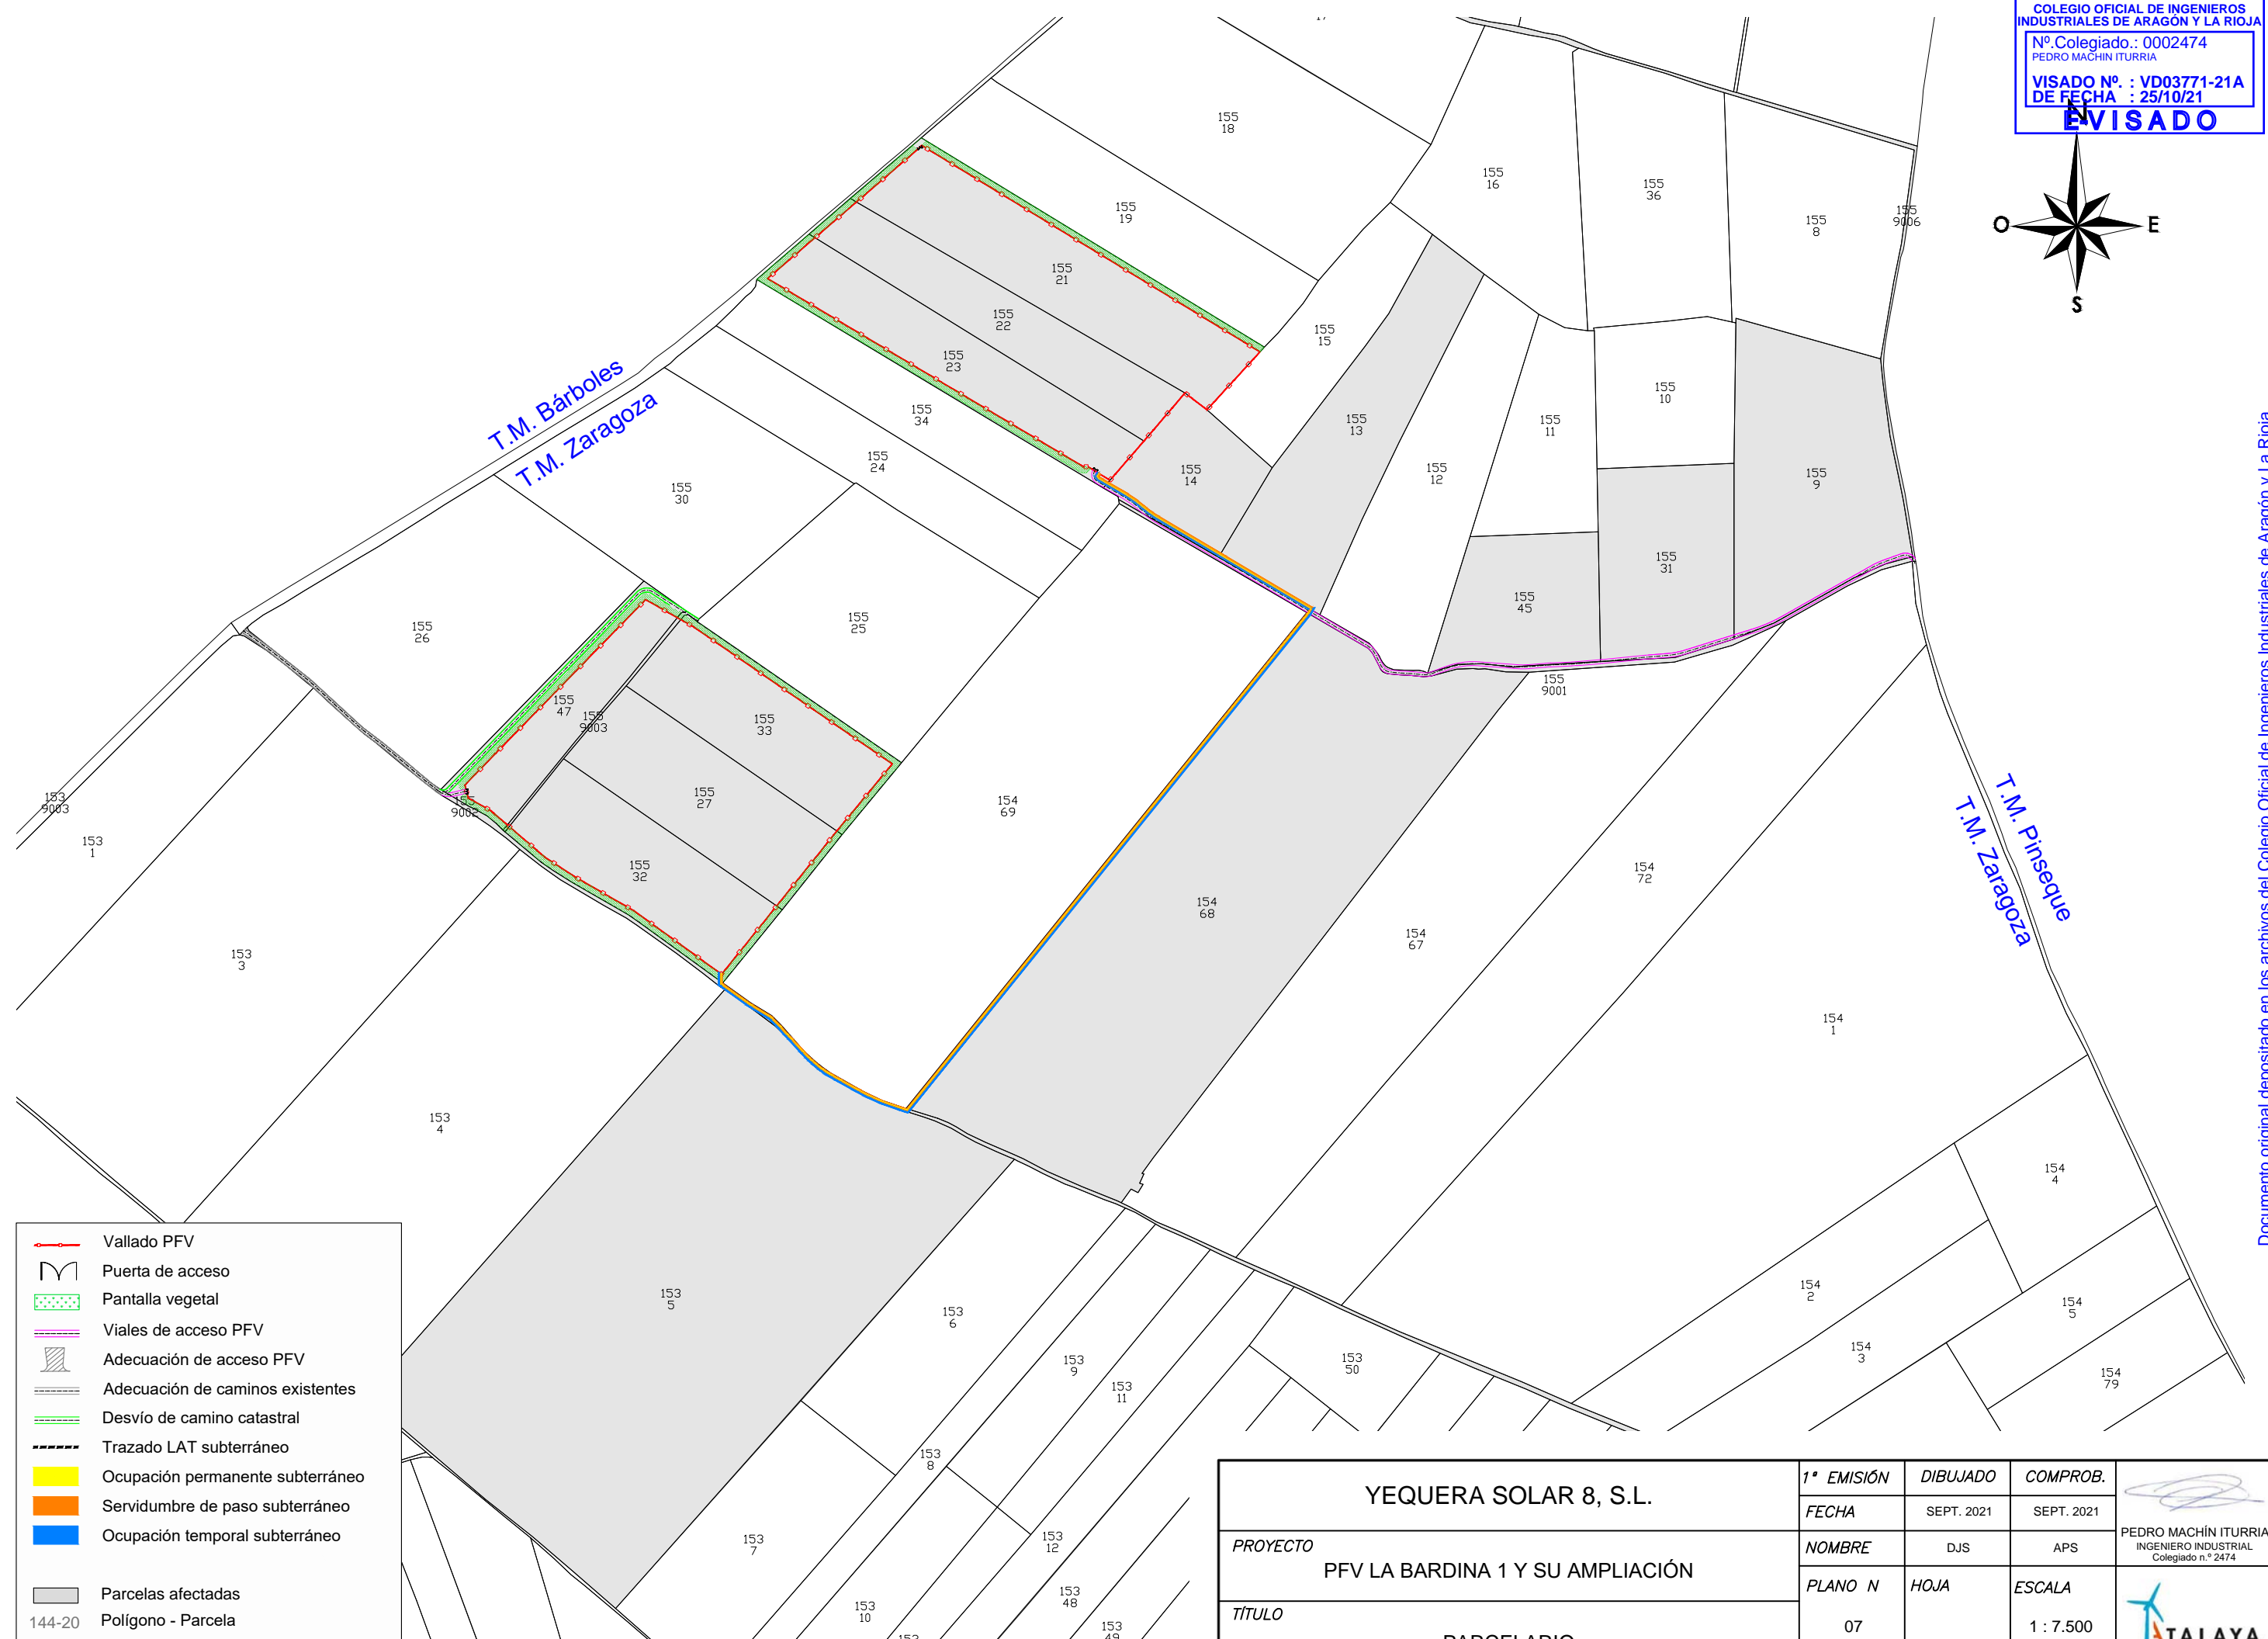 COLEGIO OFICIAL DE INGENIEROS
INDUSTRIALES DE ARAGÓN Y LA RIOJA
Nº.Colegiado.: 0002474
PEDRO MACHIN ITURRIA
VISADO Nº. : VD03771-21A
DE FECHA : 25/10/21
E-VISADO
N
O
E
S
155
18
155
16
155
36
155
19
155
8
155
9006
155
21
155
22
155
15
155
23
155
10
155
34
155
13
155
11
155
24
155
12
155
14
155
9
155
30
155
31
155
45
155
25
155
26
155
9001
155
47
155
9003
155
33
155
27
155
9002
153
9003
154
69
153
1
155
32
154
72
154
68
154
67
153
3
154
1
153
4
154
4
154
2
153
5
153
6
154
5
154
3
153
9
153
50
153
11
154
79
153
8
153
7
153
12
153
48
153
10
153
49
T.M. Bárboles
T.M. Zaragoza
T.M. Pinseque
T.M. Zaragoza
Documento original depositado en los archivos del Colegio Oficial de Ingenieros Industriales de Aragón y La Rioja
Vallado PFV
Puerta de acceso
Pantalla vegetal
Viales de acceso PFV
Adecuación de acceso PFV
Adecuación de caminos existentes
Desvío de camino catastral
Trazado LAT subterráneo
Ocupación permanente subterráneo
Servidumbre de paso subterráneo
Ocupación temporal subterráneo
Parcelas afectadas
144-20 Polígono - Parcela
YEQUERA SOLAR 8, S.L.
PROYECTO
PFV LA BARDINA 1 Y SU AMPLIACIÓN
TÍTULO
1ª EMISIÓN DIBUJADO COMPROB.
FECHA SEPT. 2021 SEPT. 2021
NOMBRE DJS APS
PLANO N HOJA ESCALA
07 1 : 7.500
PEDRO MACHÍN ITURRIA
INGENIERO INDUSTRIAL
Colegiado n.º 2474